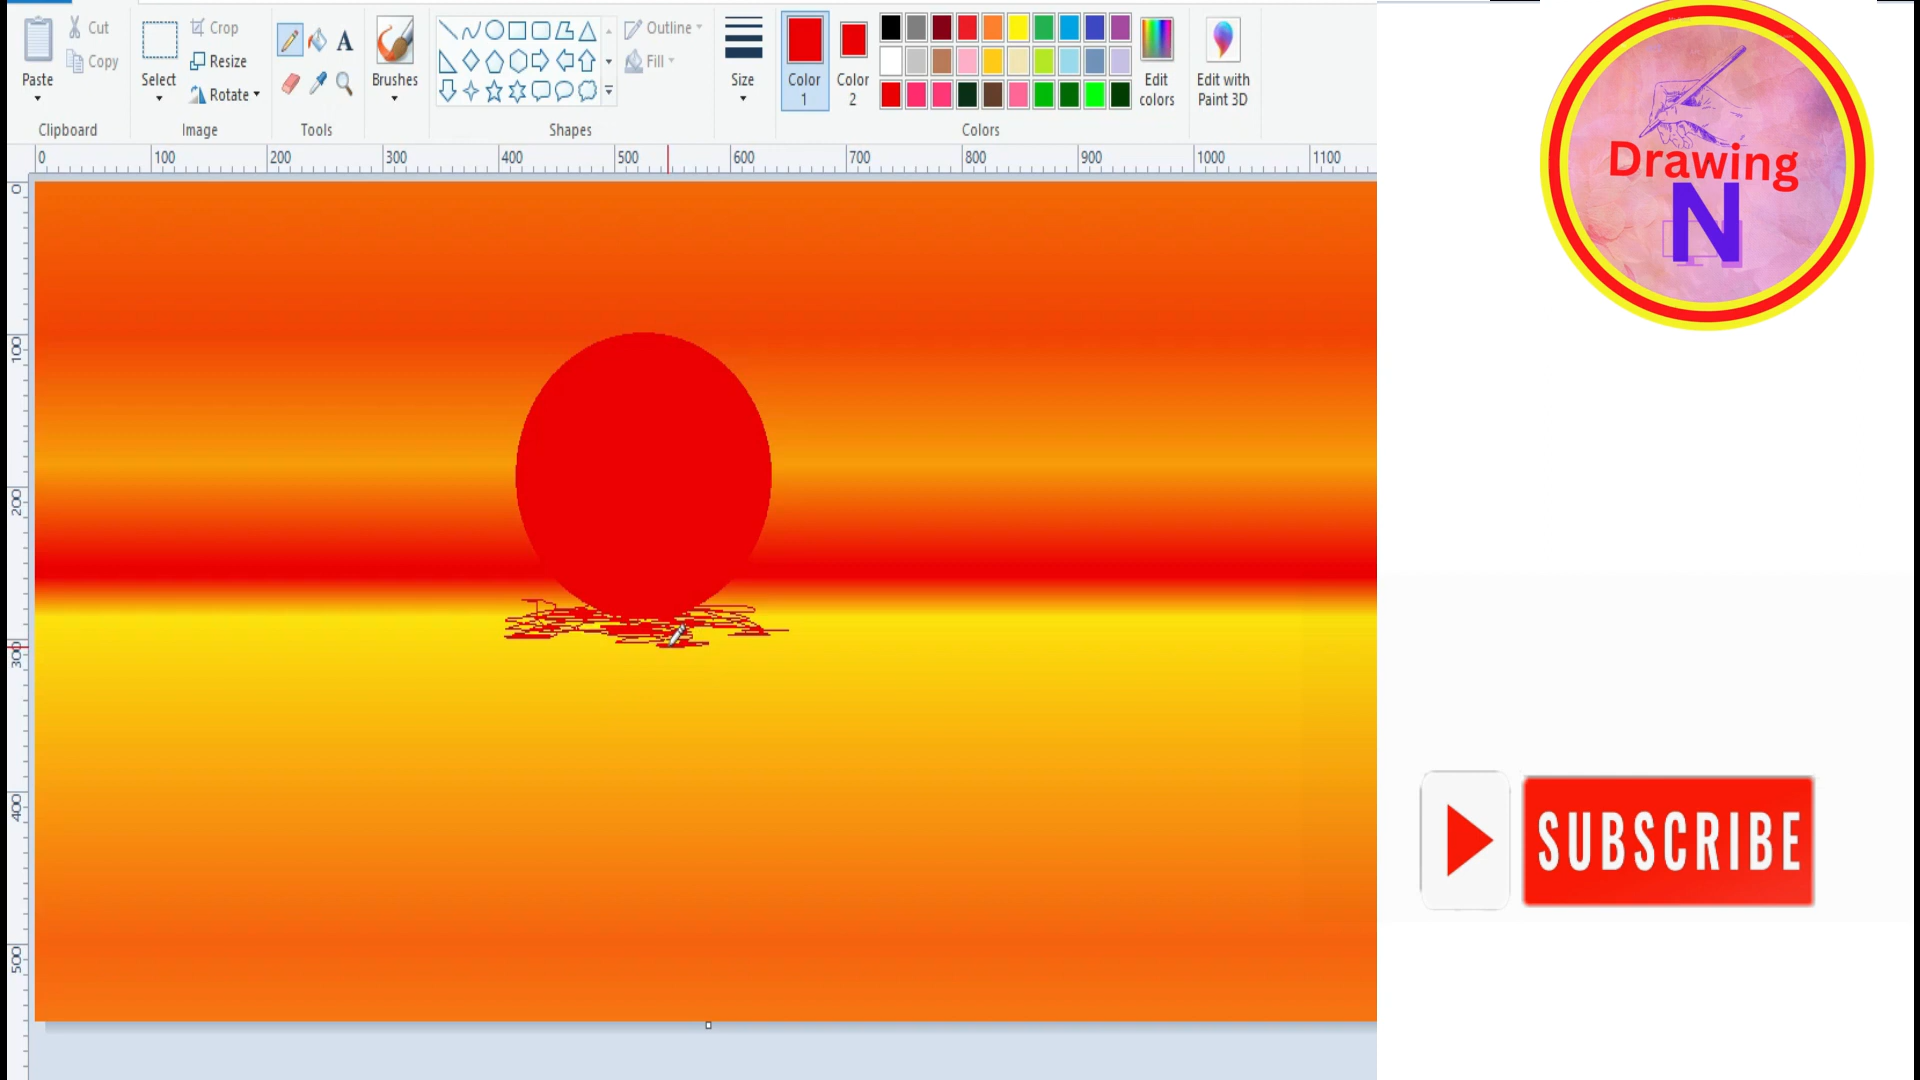 Cut
Copy
Paste
Clipboard
Select
Crop
Resize
Rotate
Image
A
Tools
Brushes
Outline
Fill
Shapes
Size
Color
1
Color
2
Edit
colors
Colors
Edit with
Paint 3D
0 100 200 300 400 500 600 700 800 900 1000 1100
0
100
200
300
400
500
Drawing
N
SUBSCRIBE